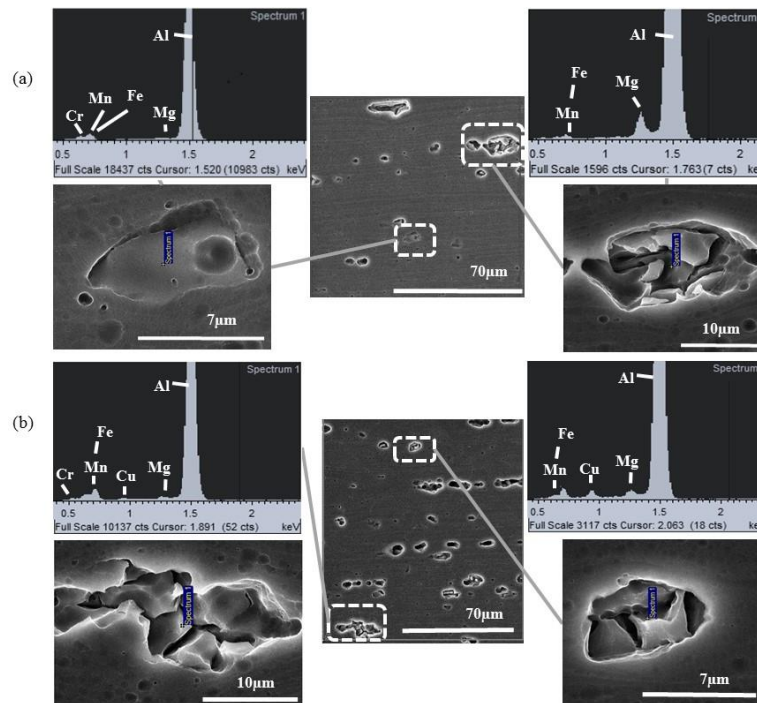 (a)
Spectrum 1
Al
Cr
Mn
Fe
Mg
0.5 1 1.5 2
Full Scale 18437 cts Cursor: 1.520 (10983 cts) keV
Spectrum 1
Al
Fe
Mg
Mn
0.5 1 1.5 2
Full Scale 1596 cts Cursor: 1.763 (7 cts) keV
Spectrum 1
7µm
70µm
Spectrum 1
10µm
(b)
Spectrum 1
Al
Fe
Cr
Mn
Cu
Mg
0.5 1 1.5 2
Full Scale 10137 cts Cursor: 1.891 (52 cts) keV
Spectrum 1
Al
Fe
Mn
Cu
Mg
0.5 1 1.5 2
Full Scale 3117 cts Cursor: 2.063 (18 cts) keV
Spectrum 1
10µm
70µm
Spectrum 1
7µm